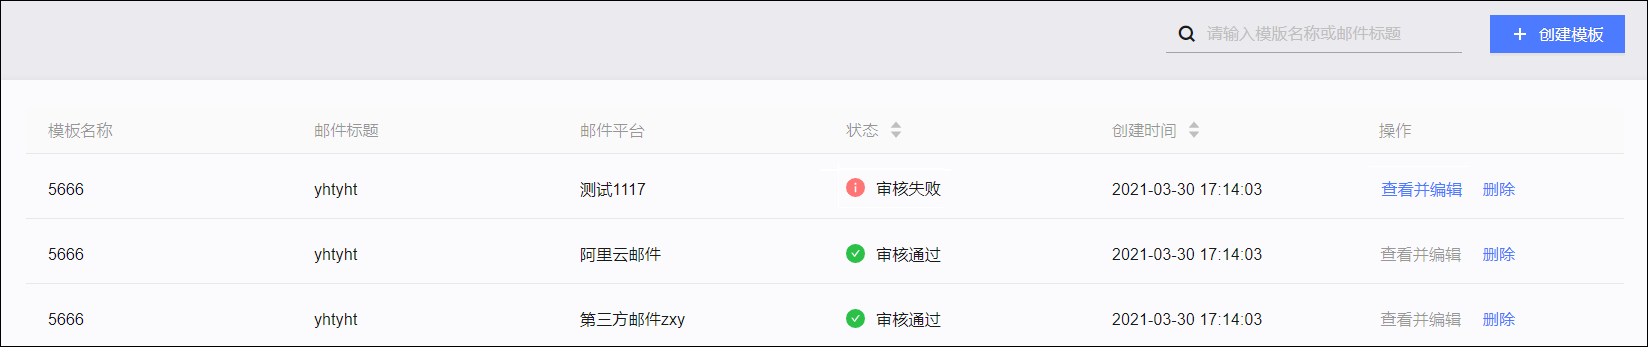 请输入模版名称或邮件标题 + 创建模板
模板名称 邮件标题 邮件平台 状态 创建时间 操作
5666 yhtyht 测试1117 审核失败 2021-03-30 17:14:03 查看并编辑 删除
5666 yhtyht 阿里云邮件 审核通过 2021-03-30 17:14:03 查看并编辑 删除
5666 yhtyht 第三方邮件zxy 审核通过 2021-03-30 17:14:03 查看并编辑 删除